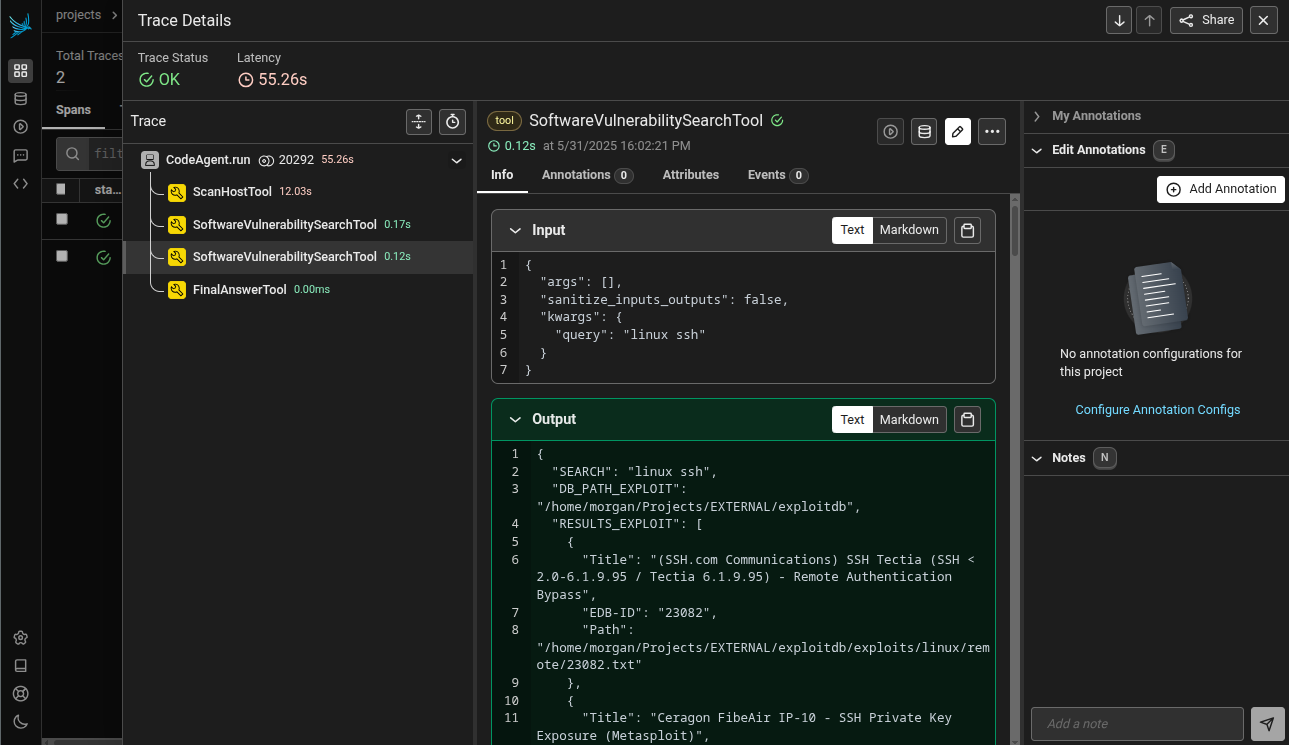 projects
Trace Details
Share
Total Traces
2
Trace Status
OK
Latency
55.26s
Spans
Trace
tool
SoftwareVulnerabilitySearchTool
0.12s at 5/31/2025 16:02:21 PM
My Annotations
Edit Annotations E
Add Annotation
filt
sta...
CodeAgent.run 20292 55.26s
ScanHostTool 12.03s
SoftwareVulnerabilitySearchTool 0.17s
SoftwareVulnerabilitySearchTool 0.12s
FinalAnswerTool 0.00ms
Info
Annotations 0
Attributes
Events 0
Input
Text
Markdown
1 {
2 "args": [],
3 "sanitize_inputs_outputs": false,
4 "kwargs": {
5 "query": "linux ssh"
6 }
7 }
Output
Text
Markdown
1 {
2 "SEARCH": "linux ssh",
3 "DB_PATH_EXPLOIT":
"/home/morgan/Projects/EXTERNAL/exploitdb",
4 "RESULTS_EXPLOIT": [
5 {
6 "Title": "(SSH.com Communications) SSH Tectia (SSH <
2.0-6.1.9.95 / Tectia 6.1.9.95) - Remote Authentication
Bypass",
7 "EDB-ID": "23082",
8 "Path":
"/home/morgan/Projects/EXTERNAL/exploitdb/exploits/linux/rem
ote/23082.txt"
9 },
10 {
11 "Title": "Ceragon FibeAir IP-10 - SSH Private Key
Exposure (Metasploit)",
No annotation configurations for
this project
Configure Annotation Configs
Notes N
Add a note